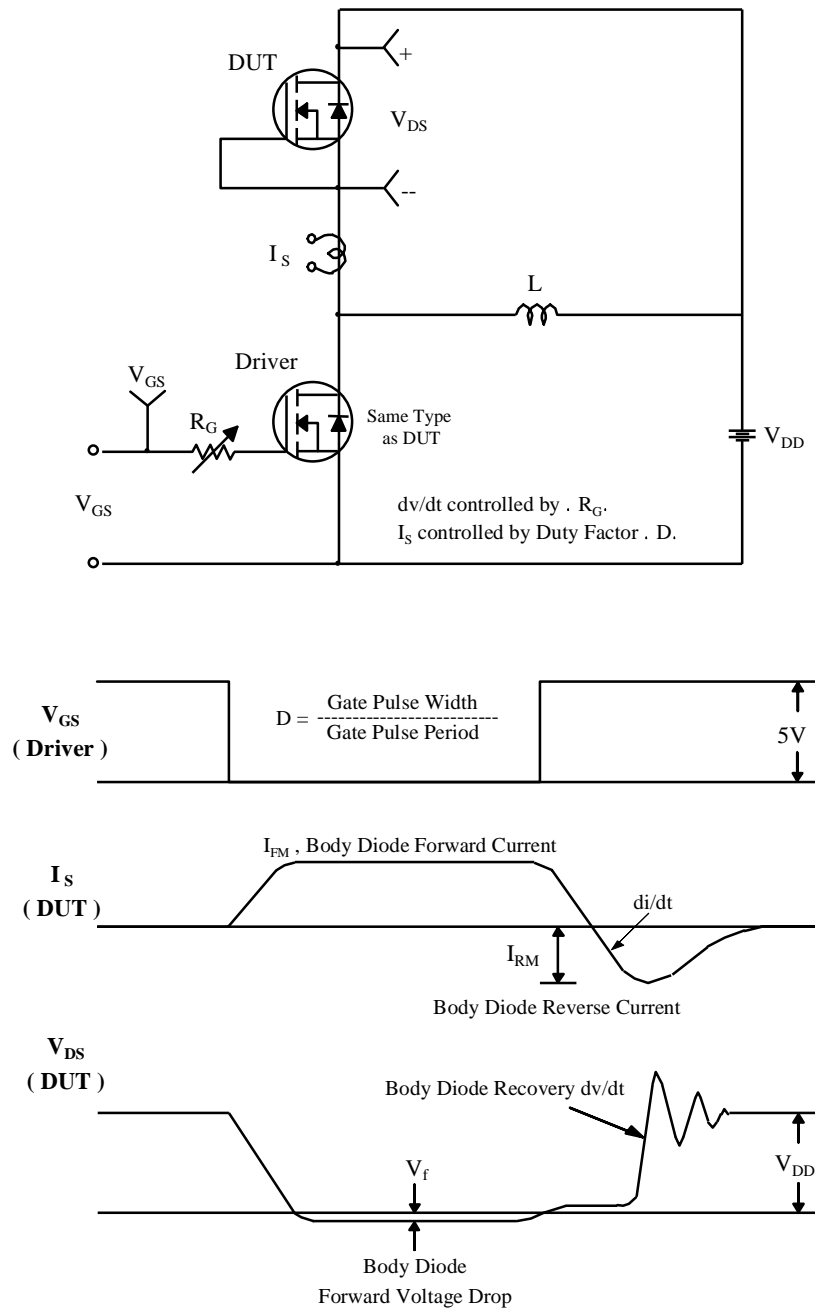 +
DUT
V_DS
--
I_S
L
Driver
V_GS
R_G
Same Type
as DUT
V_DD
V_GS
dv/dt controlled by . R_G.
I_S controlled by Duty Factor . D.
V_GS
( Driver )
D = Gate Pulse Width
--------------------------
Gate Pulse Period
5V
I_FM , Body Diode Forward Current
I_S
( DUT )
di/dt
I_RM
Body Diode Reverse Current
V_DS
( DUT )
Body Diode Recovery dv/dt
V_f
V_DD
Body Diode
Forward Voltage Drop